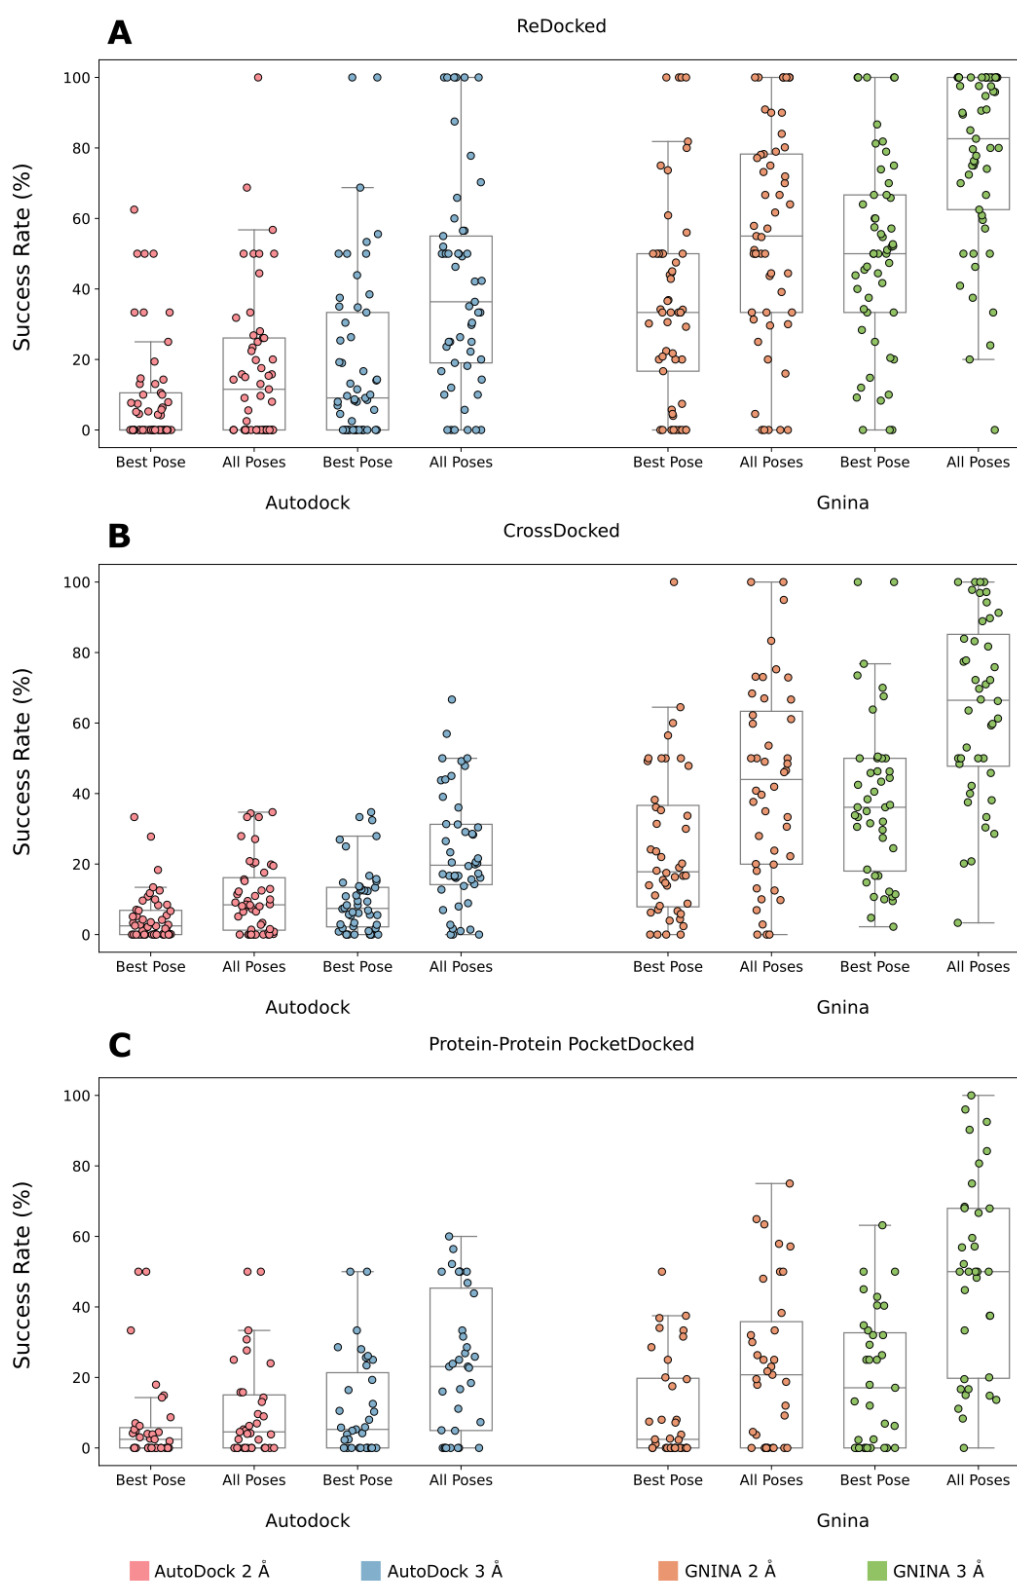 A
ReDocked
Success Rate (%)
100
80
60
40
20
0
Best Pose All Poses Best Pose All Poses Best Pose All Poses Best Pose All Poses
Autodock Gnina
B
CrossDocked
Success Rate (%)
100
80
60
40
20
0
Best Pose All Poses Best Pose All Poses Best Pose All Poses Best Pose All Poses
Autodock Gnina
C
Protein-Protein PocketDocked
Success Rate (%)
100
80
60
40
20
0
Best Pose All Poses Best Pose All Poses Best Pose All Poses Best Pose All Poses
Autodock Gnina
AutoDock 2 Å AutoDock 3 Å GNINA 2 Å GNINA 3 Å